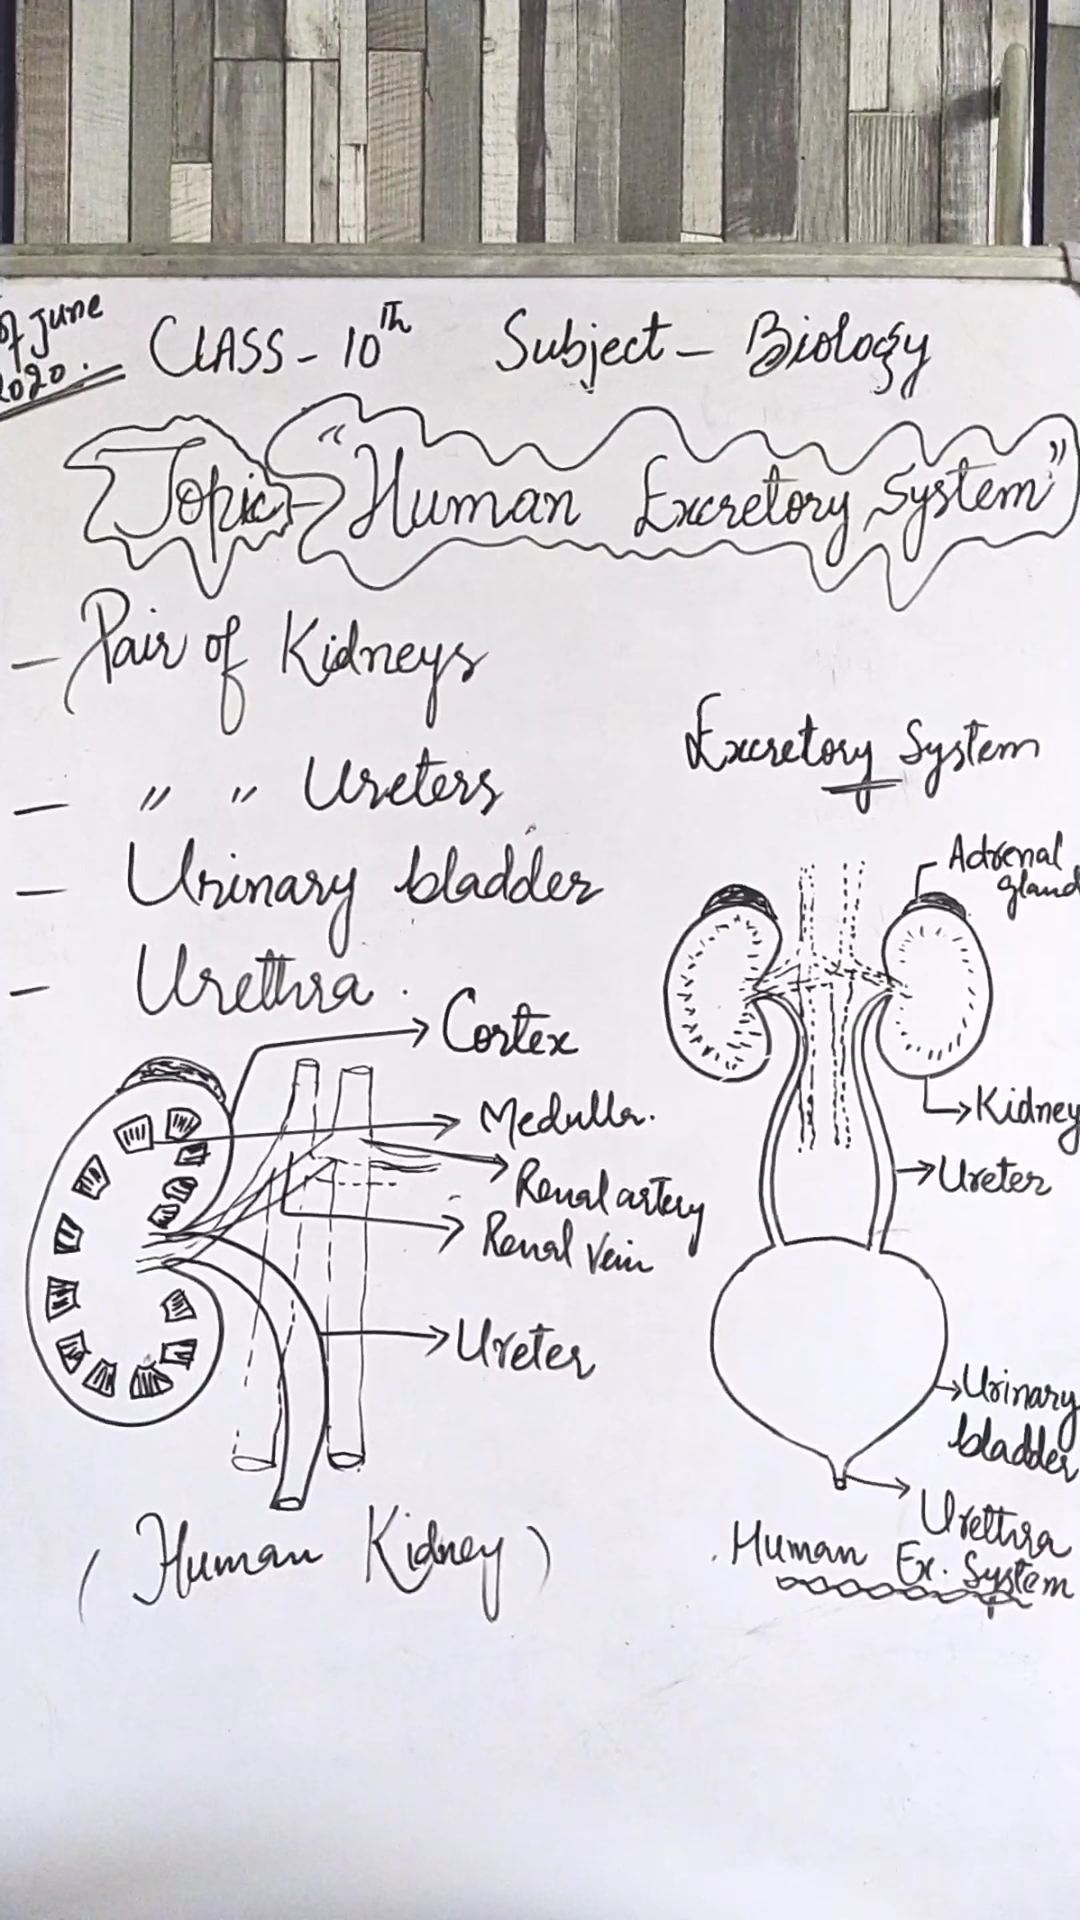 of June
2020.
CLASS - 10th Subject - Biology
Topic - "Human Excretory System"
- Pair of Kidneys
- " " Ureters
- Urinary bladder
- Urethra.
Cortex
Medulla.
Renal artery
Renal Vein
Ureter
(Human Kidney)
Excretory System
Adrenal
gland
Kidney
Ureter
Urinary
bladder
Urethra
Human Ex. System